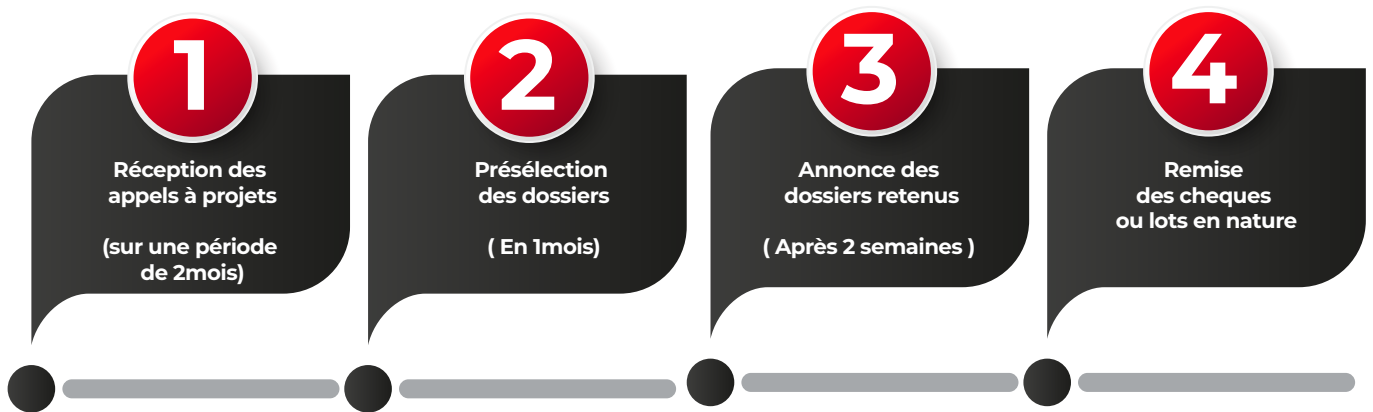 1
Réception des
appels à projets
(sur une période
de 2mois)
2
Présélection
des dossiers
( En 1mois)
3
Annonce des
dossiers retenus
( Après 2 semaines )
4
Remise
des cheques
ou lots en nature